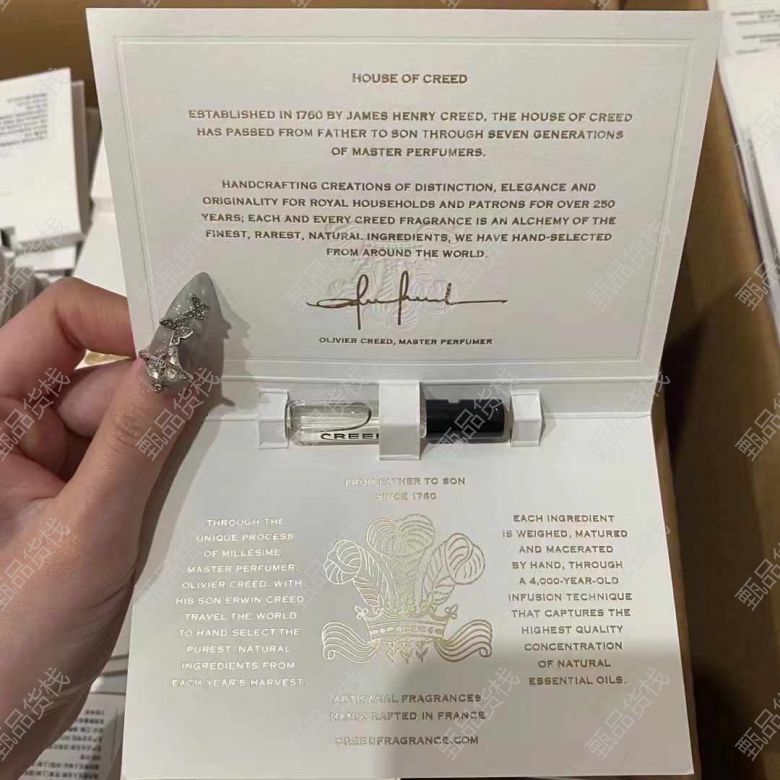 HOUSE OF CREED
ESTABLISHED IN 1760 BY JAMES HENRY CREED, THE HOUSE OF CREED
HAS PASSED FROM FATHER TO SON THROUGH SEVEN GENERATIONS
OF MASTER PERFUMERS.
HANDCRAFTING CREATIONS OF DISTINCTION, ELEGANCE AND
ORIGINALITY FOR ROYAL HOUSEHOLDS AND PATRONS FOR OVER 250
YEARS; EACH AND EVERY CREED FRAGRANCE IS AN ALCHEMY OF THE
FINEST, RAREST, NATURAL INGREDIENTS, WE HAVE HAND-SELECTED
FROM AROUND THE WORLD.
OLIVIER CREED, MASTER PERFUMER
CREED
FROM FATHER TO SON
SINCE 1760
THROUGH THE
UNIQUE PROCESS
OF MILLESIME,
MASTER PERFUMER,
OLIVIER CREED, WITH
HIS SON ERWIN CREED,
TRAVEL THE WORLD
TO HAND SELECT THE
PUREST, NATURAL
INGREDIENTS FROM
EACH YEAR'S HARVEST.
EACH INGREDIENT
IS WEIGHED, MATURED
AND MACERATED
BY HAND, THROUGH
A 4,000-YEAR-OLD
INFUSION TECHNIQUE
THAT CAPTURES THE
HIGHEST QUALITY
CONCENTRATION
OF NATURAL
ESSENTIAL OILS.
ARTISANAL FRAGRANCES
HANDCRAFTED IN FRANCE
CREEDFRAGRANCE.COM
甄品货栈